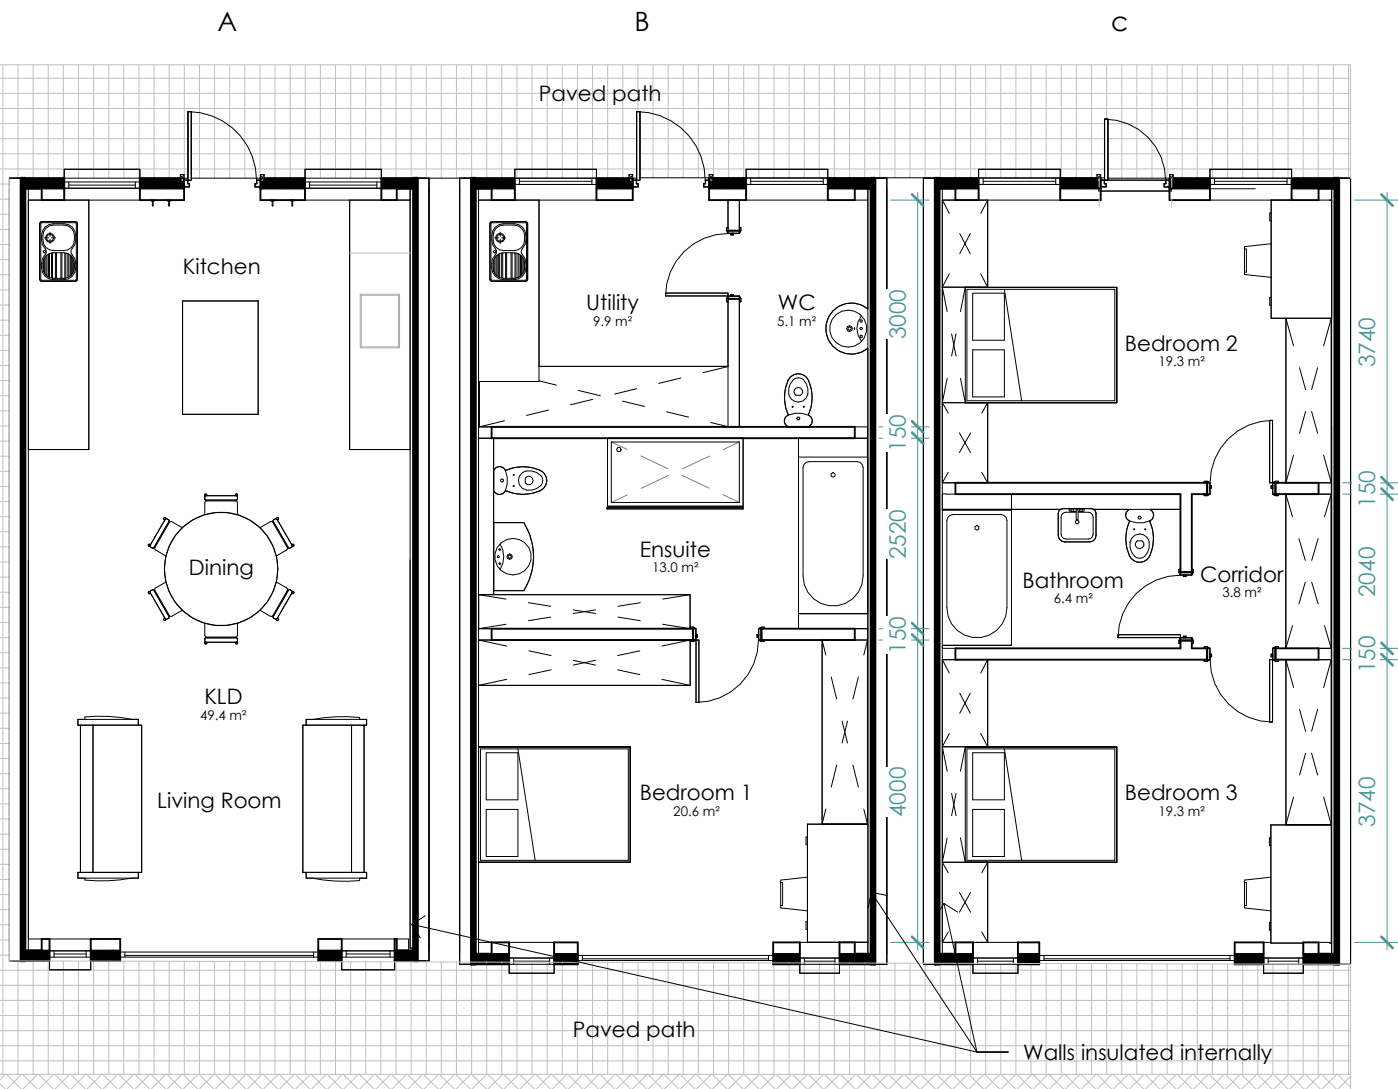 A
B
c
Paved path
Kitchen
Utility
9.9 m²
WC
5.1 m²
3000
Bedroom 2
19.3 m²
3740
150
150
Dining
Ensuite
13.0 m²
2520
Bathroom
6.4 m²
Corridor
3.8 m²
2040
150
150
KLD
49.4 m²
Living Room
Bedroom 1
20.6 m²
4000
Bedroom 3
19.3 m²
3740
Paved path
Walls insulated internally